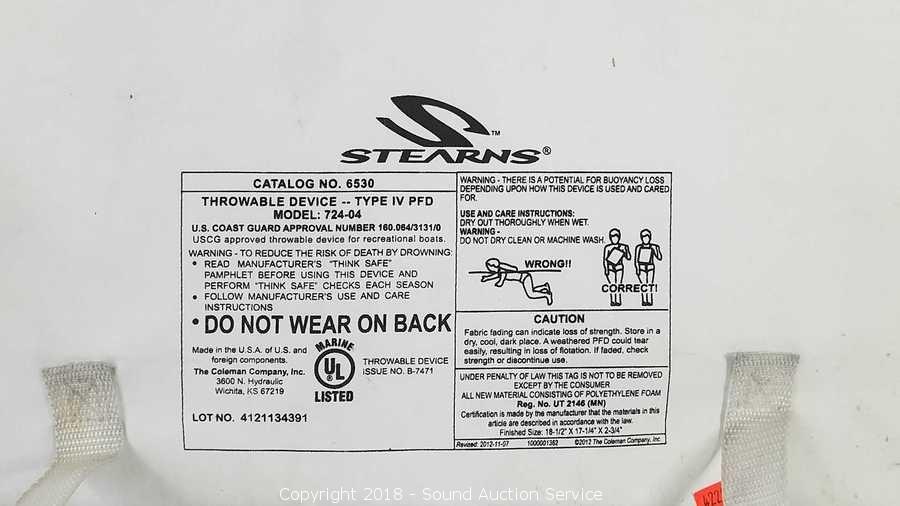 STEARNS®
™
CATALOG NO. 6530
THROWABLE DEVICE -- TYPE IV PFD
MODEL: 724-04
U.S. COAST GUARD APPROVAL NUMBER 160.064/3131/0
USCG approved throwable device for recreational boats.
WARNING - TO REDUCE THE RISK OF DEATH BY DROWNING:
• READ MANUFACTURER'S "THINK SAFE"
PAMPHLET BEFORE USING THIS DEVICE AND
PERFORM "THINK SAFE" CHECKS EACH SEASON
• FOLLOW MANUFACTURER'S USE AND CARE
INSTRUCTIONS
• DO NOT WEAR ON BACK
Made in the U.S.A. of U.S. and
foreign components.
The Coleman Company, Inc.
3600 N. Hydraulic
Wichita, KS 67219
MARINE
UL
®
LISTED
THROWABLE DEVICE
ISSUE NO. B-7471
LOT NO. 4121134391
WARNING - THERE IS A POTENTIAL FOR BUOYANCY LOSS
DEPENDING UPON HOW THIS DEVICE IS USED AND CARED
FOR.
USE AND CARE INSTRUCTIONS:
DRY OUT THOROUGHLY WHEN WET.
WARNING -
DO NOT DRY CLEAN OR MACHINE WASH.
WRONG!!
CORRECT!
CAUTION
Fabric fading can indicate loss of strength. Store in a
dry, cool, dark place. A weathered PFD could tear
easily, resulting in loss of flotation. If faded, check
strength or discontinue use.
UNDER PENALTY OF LAW THIS TAG IS NOT TO BE REMOVED
EXCEPT BY THE CONSUMER
ALL NEW MATERIAL CONSISTING OF POLYETHYLENE FOAM
Reg. No. UT 2146 (MN)
Certification is made by the manufacturer that the materials in this
article are described in accordance with the law.
Finished Size: 18-1/2" X 17-1/4" X 2-3/4"
Revised: 2012-11-07 1000001362 ©2012 The Coleman Company, Inc.
422
Copyright 2018 - Sound Auction Service